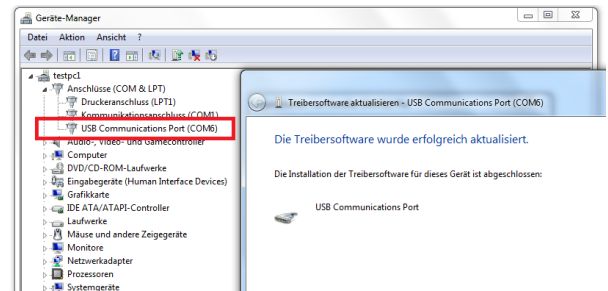 Geräte-Manager
Datei Aktion Ansicht ?
testpc1
Anschlüsse (COM & LPT)
Druckeranschluss (LPT1)
Kommunikationsanschluss (COM1)
USB Communications Port (COM6)
Audio-, Video- und Gamecontroller
Computer
DVD/CD-ROM-Laufwerke
Eingabegeräte (Human Interface Devices)
Grafikkarte
IDE ATA/ATAPI-Controller
Laufwerke
Mäuse und andere Zeigegeräte
Monitore
Netzwerkadapter
Prozessoren
Systemgeräte
Treibersoftware aktualisieren - USB Communications Port (COM6)
Die Treibersoftware wurde erfolgreich aktualisiert.
Die Installation der Treibersoftware für dieses Gerät ist abgeschlossen:
USB Communications Port